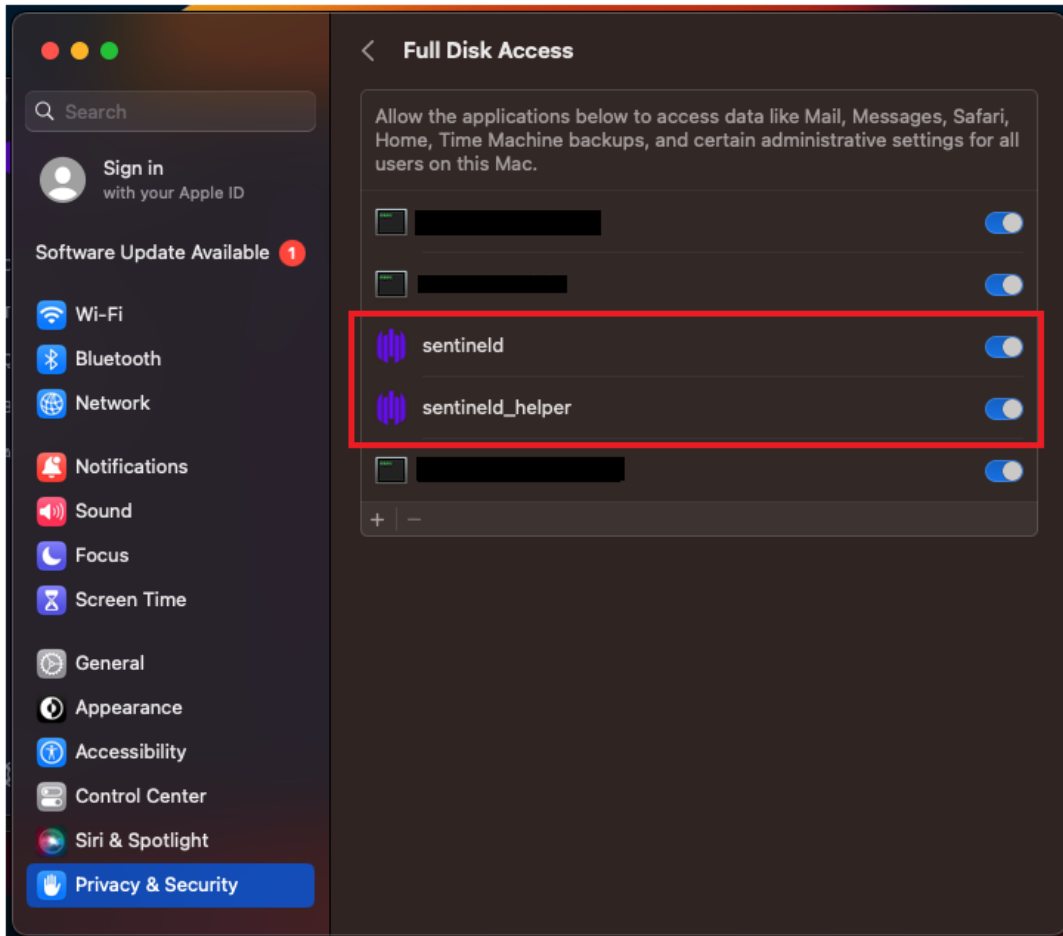 Search
Sign in
with your Apple ID
Software Update Available 1
Wi-Fi
Bluetooth
Network
Notifications
Sound
Focus
Screen Time
General
Appearance
Accessibility
Control Center
Siri & Spotlight
Privacy & Security
Full Disk Access
Allow the applications below to access data like Mail, Messages, Safari,
Home, Time Machine backups, and certain administrative settings for all
users on this Mac.
sentineld
sentineld_helper